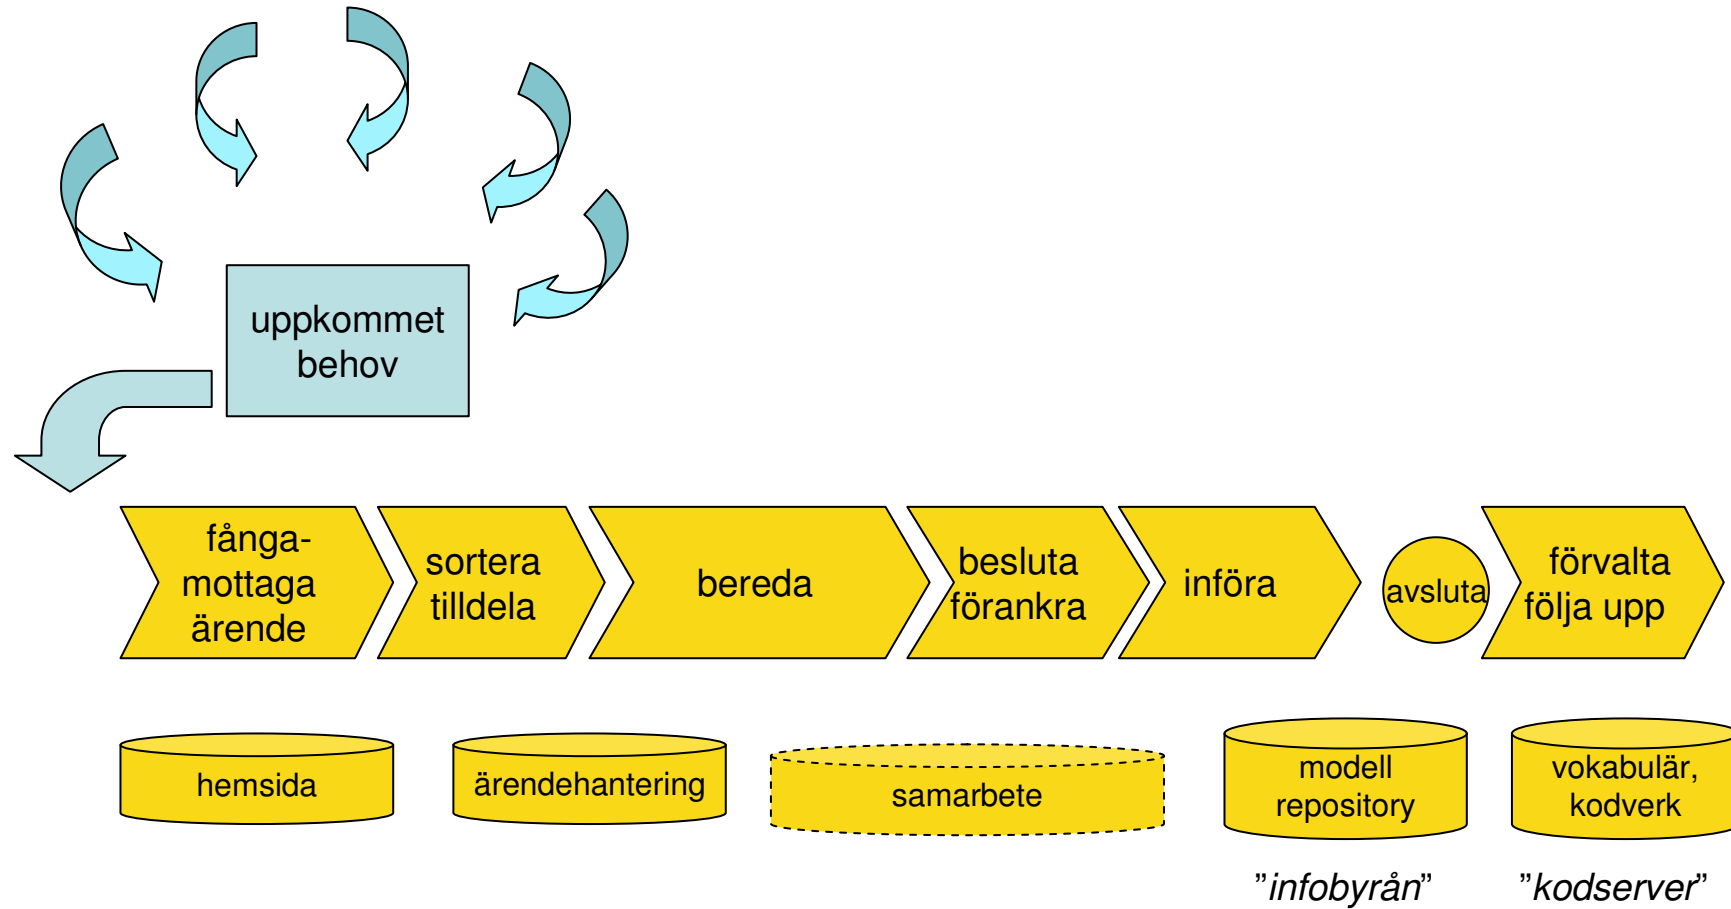 uppkommet
behov
fånga-
mottaga
ärende
sortera
tilldela
bereda
besluta
förankra
införa
avsluta
förvalta
följa upp
hemsida
ärendehantering
samarbete
modell
repository
vokabulär,
kodverk
”infobyrån”
”kodserver”